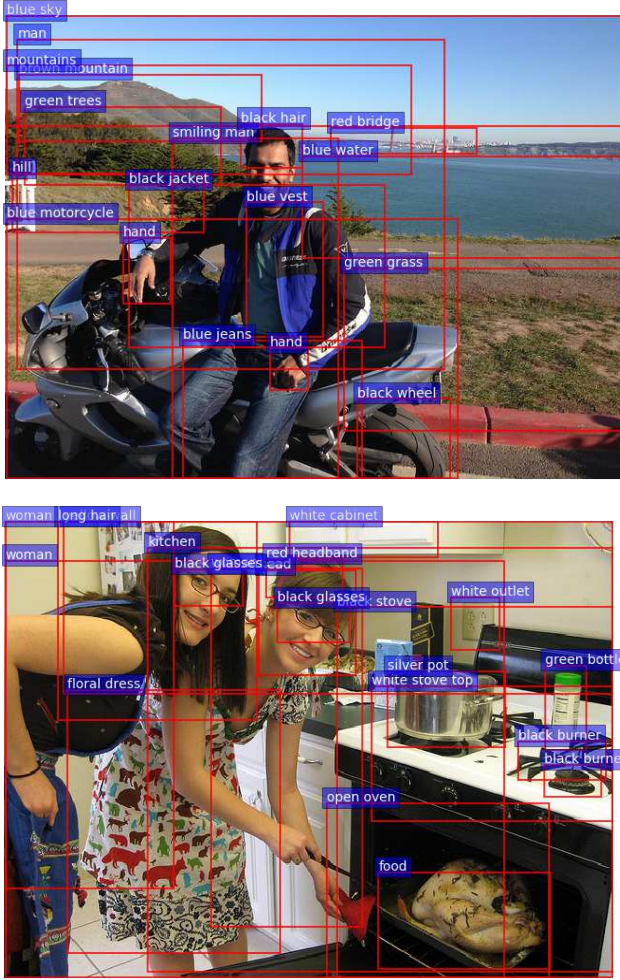 blue sky
man
mountains
brown mountain
green trees
black hair
red bridge
smiling man
blue water
hill
black jacket
blue vest
blue motorcycle
hand
green grass
blue jeans
hand
black wheel
woman
long hair
white cabinet
kitchen
woman
red headband
black glasses
black glasses
black stove
white outlet
silver pot
green bottle
white stove top
floral dress
black burner
black burne
open oven
food